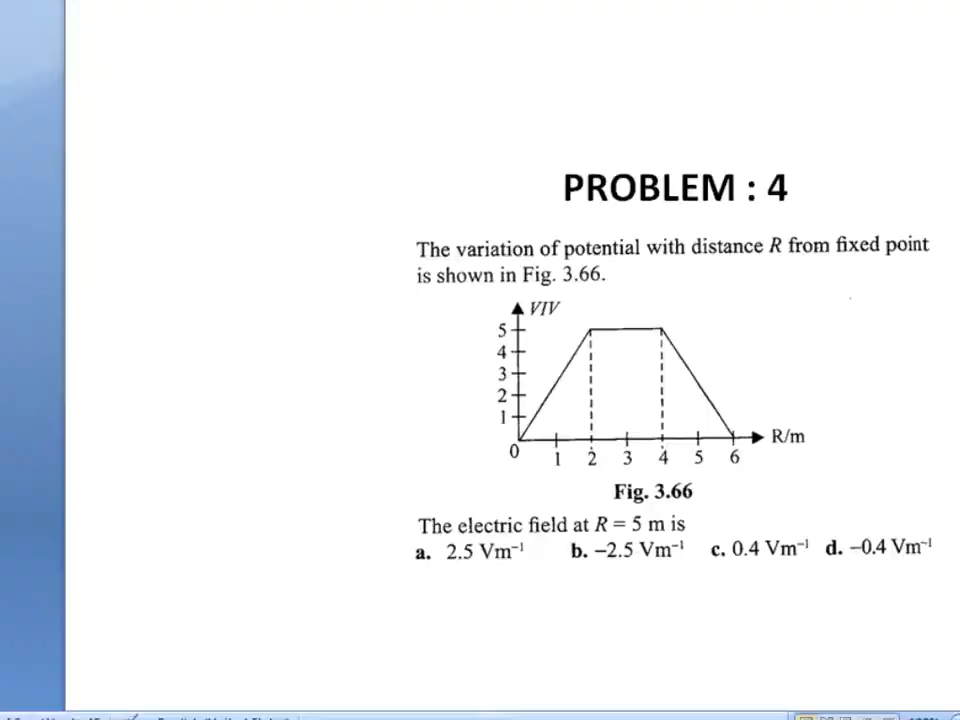 PROBLEM : 4
The variation of potential with distance R from fixed point
is shown in Fig. 3.66.
V/V
5
4
3
2
1
0
1 2 3 4 5 6
R/m
Fig. 3.66
The electric field at R = 5 m is
a. 2.5 Vm⁻¹ b. –2.5 Vm⁻¹ c. 0.4 Vm⁻¹ d. –0.4 Vm⁻¹